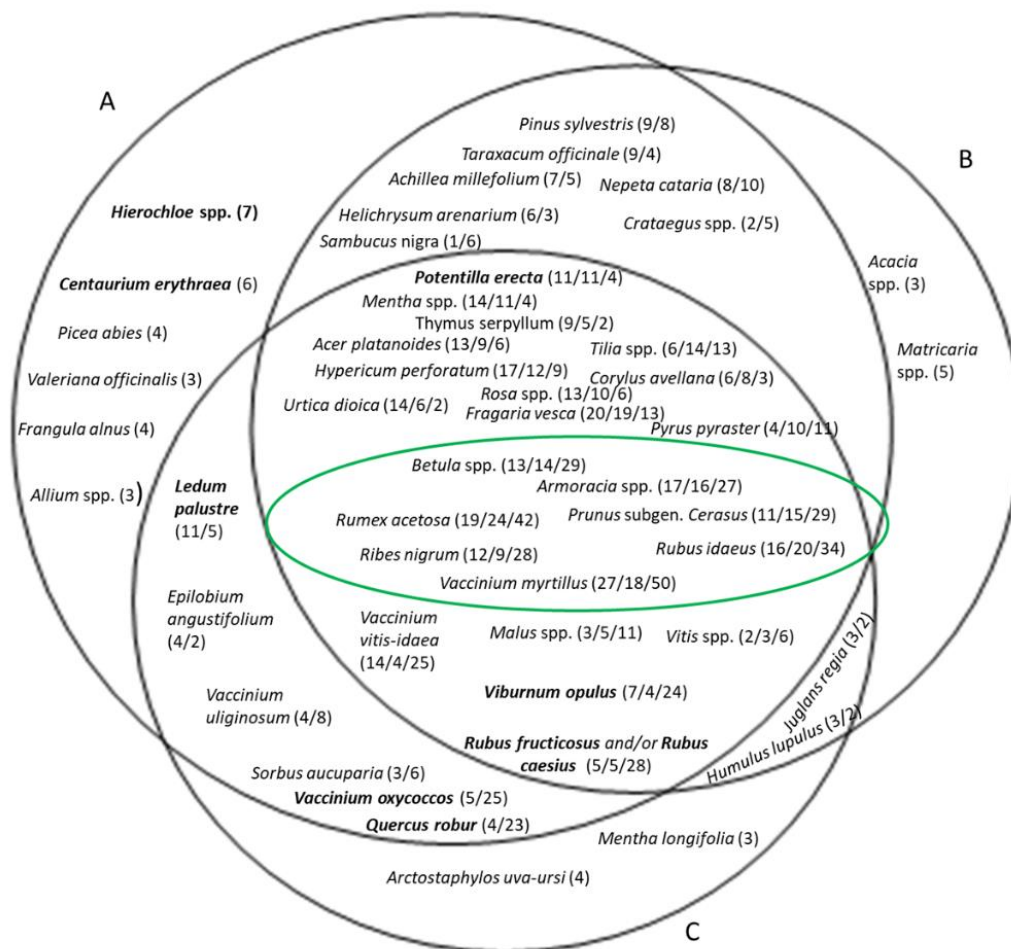 A
B
Pinus sylvestris (9/8)
Taraxacum officinale (9/4)
Achillea millefolium (7/5)
Nepeta cataria (8/10)
Hierochloe spp. (7)
Helichrysum arenarium (6/3)
Crataegus spp. (2/5)
Sambucus nigra (1/6)
Acacia
spp. (3)
Centaurium erythraea (6)
Potentilla erecta (11/11/4)
Mentha spp. (14/11/4)
Thymus serpyllum (9/5/2)
Picea abies (4)
Acer platanoides (13/9/6)
Tilia spp. (6/14/13)
Matricaria
spp. (5)
Valeriana officinalis (3)
Hypericum perforatum (17/12/9)
Corylus avellana (6/8/3)
Rosa spp. (13/10/6)
Urtica dioica (14/6/2)
Fragaria vesca (20/19/13)
Frangula alnus (4)
Pyrus pyraster (4/10/11)
Betula spp. (13/14/29)
Allium spp. (3)
Ledum
palustre
(11/5)
Armoracia spp. (17/16/27)
Rumex acetosa (19/24/42)
Prunus subgen. Cerasus (11/15/29)
Ribes nigrum (12/9/28)
Rubus idaeus (16/20/34)
Vaccinium myrtillus (27/18/50)
Epilobium
angustifolium
(4/2)
Vaccinium
vitis-idaea
(14/4/25)
Malus spp. (3/5/11)
Vitis spp. (2/3/6)
Juglans regia (3/2)
Vaccinium
uliginosum (4/8)
Viburnum opulus (7/4/24)
Humulus lupulus (3/2)
Rubus fructicosus and/or Rubus
caesius (5/5/28)
Sorbus aucuparia (3/6)
Vaccinium oxycoccos (5/25)
Quercus robur (4/23)
Mentha longifolia (3)
Arctostaphylos uva-ursi (4)
C